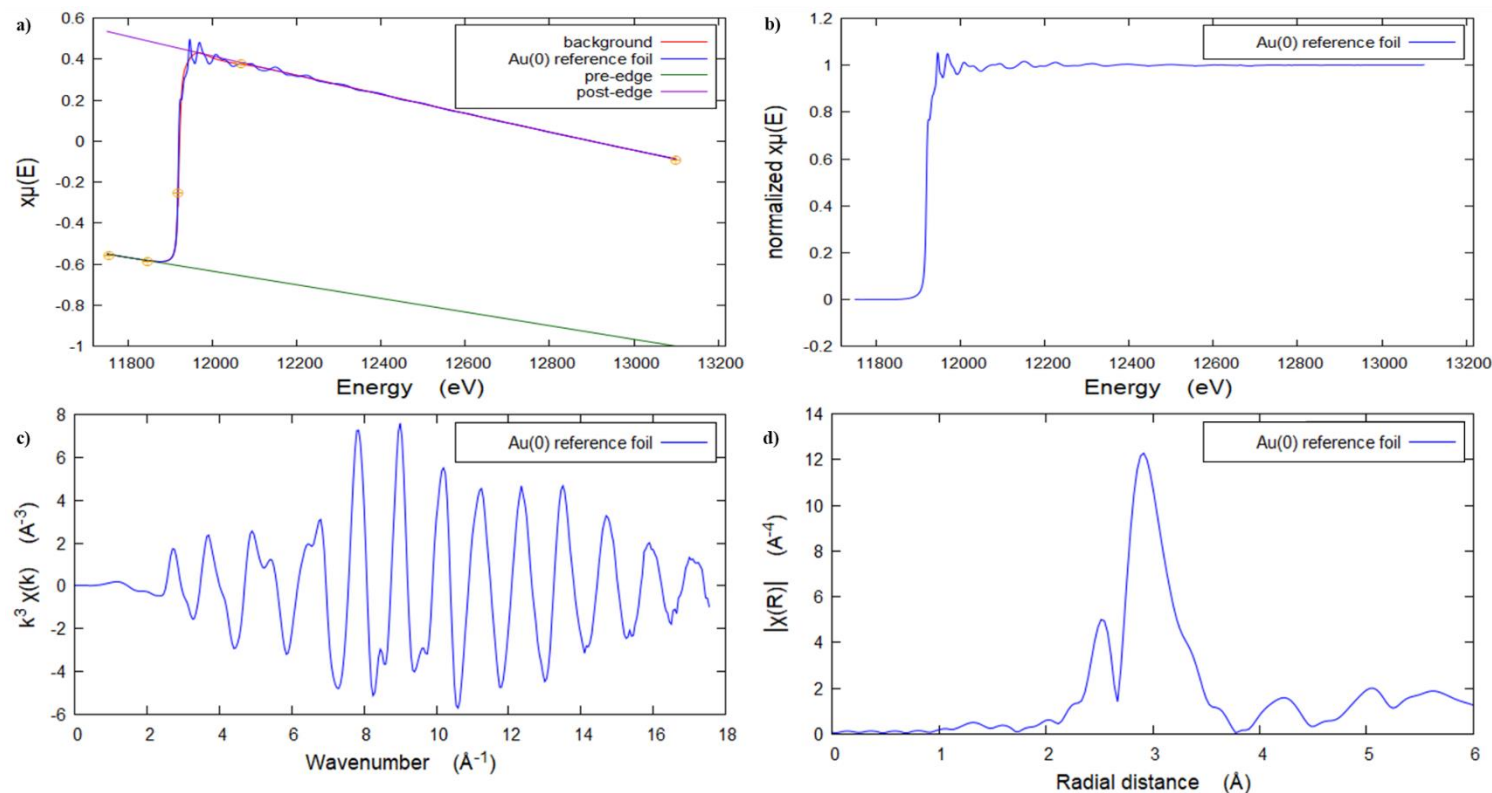 a)
0.6
0.4
0.2
0
-0.2
-0.4
-0.6
-0.8
-1
xμ(E)
background
Au(0) reference foil
pre-edge
post-edge
11800 12000 12200 12400 12600 12800 13000 13200
Energy (eV)
b)
1.2
1
0.8
0.6
0.4
0.2
0
-0.2
normalized xμ(E)
Au(0) reference foil
11800 12000 12200 12400 12600 12800 13000 13200
Energy (eV)
c)
8
6
4
2
0
-2
-4
-6
k³ χ(k) (A⁻³)
Au(0) reference foil
0 2 4 6 8 10 12 14 16 18
Wavenumber (Å⁻¹)
d)
14
12
10
8
6
4
2
0
|χ(R)| (A⁻⁴)
Au(0) reference foil
0 1 2 3 4 5 6
Radial distance (Å)